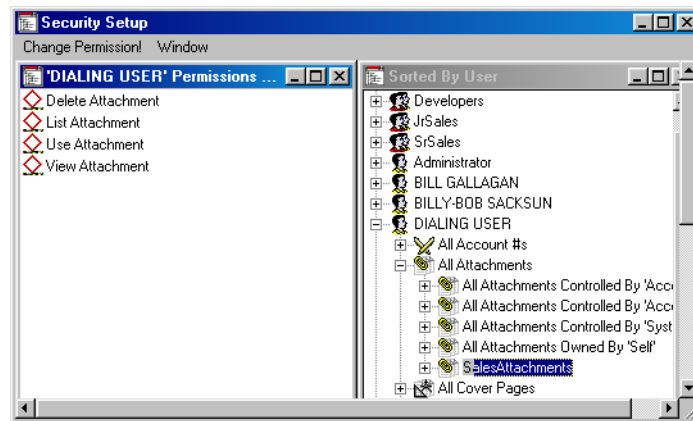 Security Setup
Change Permission! Window
'DIALING USER' Permissions ...
Delete Attachment
List Attachment
Use Attachment
View Attachment
Sorted By User
Developers
JrSales
SrSales
Administrator
BILL GALLAGAN
BILLY-BOB SACKSUN
DIALING USER
All Account #s
All Attachments
All Attachments Controlled By 'Acc
All Attachments Controlled By 'Acc
All Attachments Controlled By 'Syst
All Attachments Owned By 'Self'
SalesAttachments
All Cover Pages